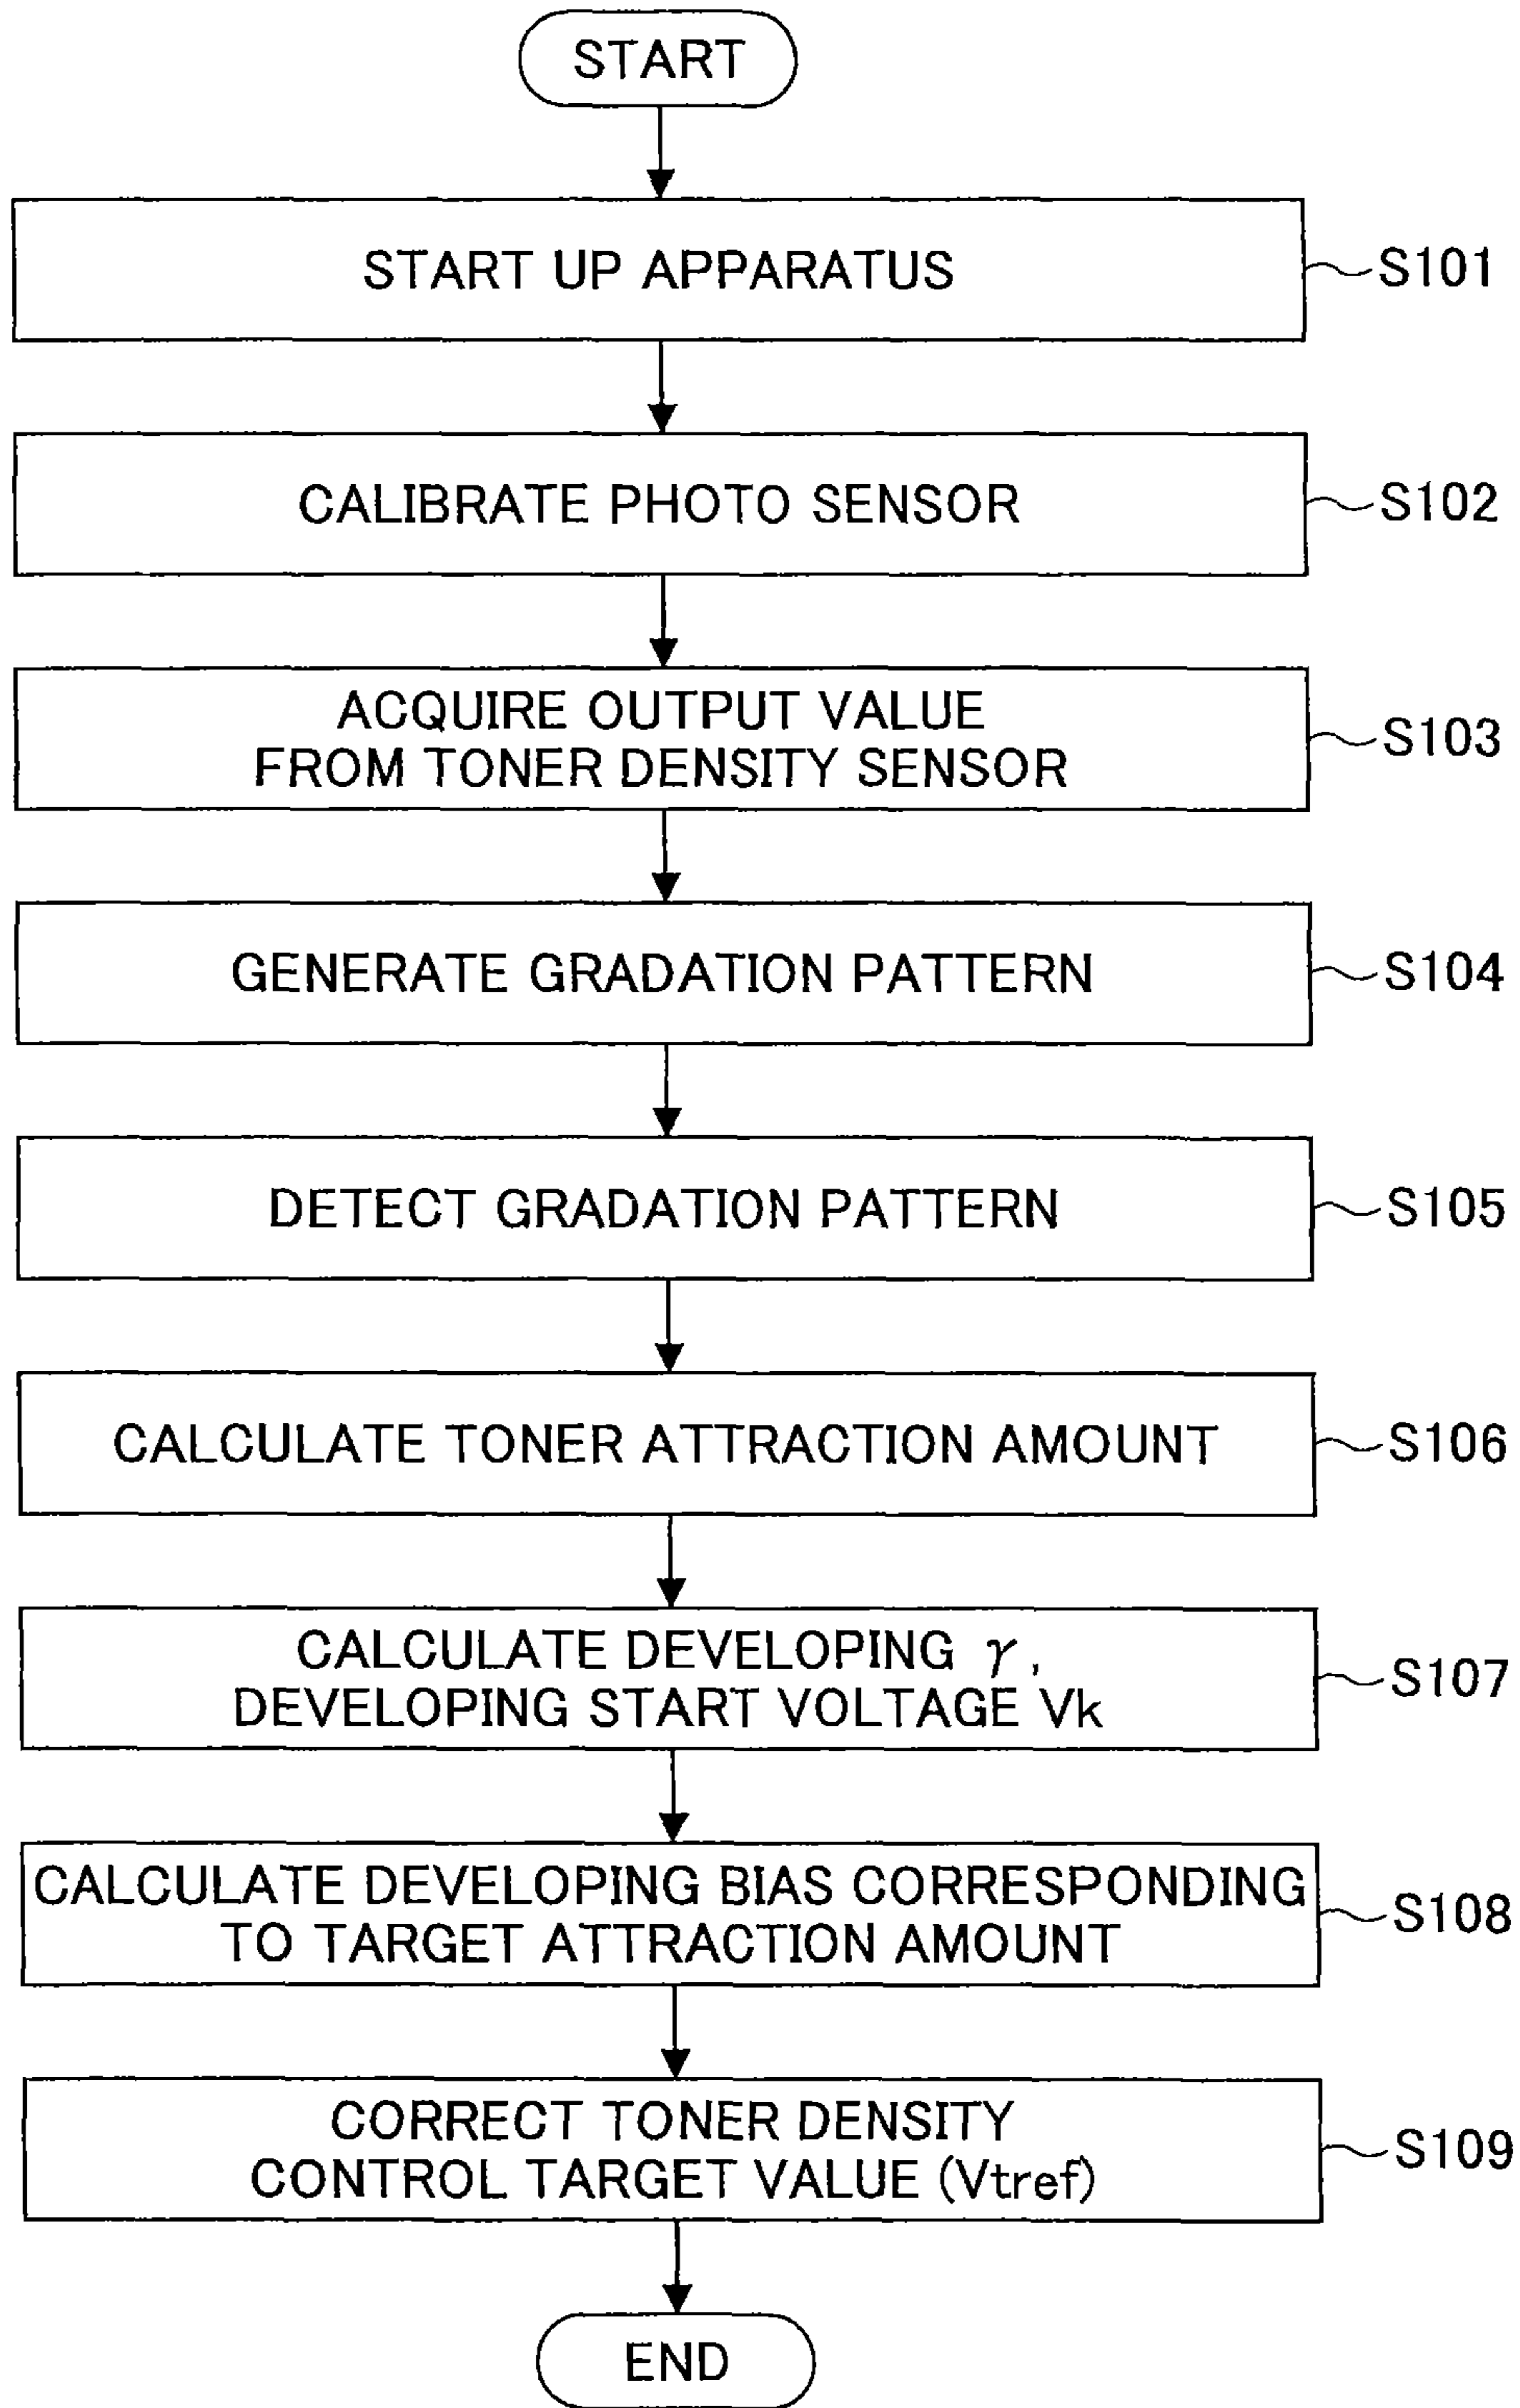 START
START UP APPARATUS
S101
CALIBRATE PHOTO SENSOR
S102
ACQUIRE OUTPUT VALUE
FROM TONER DENSITY SENSOR
S103
GENERATE GRADATION PATTERN
S104
DETECT GRADATION PATTERN
S105
CALCULATE TONER ATTRACTION AMOUNT
S106
CALCULATE DEVELOPING γ,
DEVELOPING START VOLTAGE Vk
S107
CALCULATE DEVELOPING BIAS CORRESPONDING
TO TARGET ATTRACTION AMOUNT
S108
CORRECT TONER DENSITY
CONTROL TARGET VALUE (Vtref)
S109
END